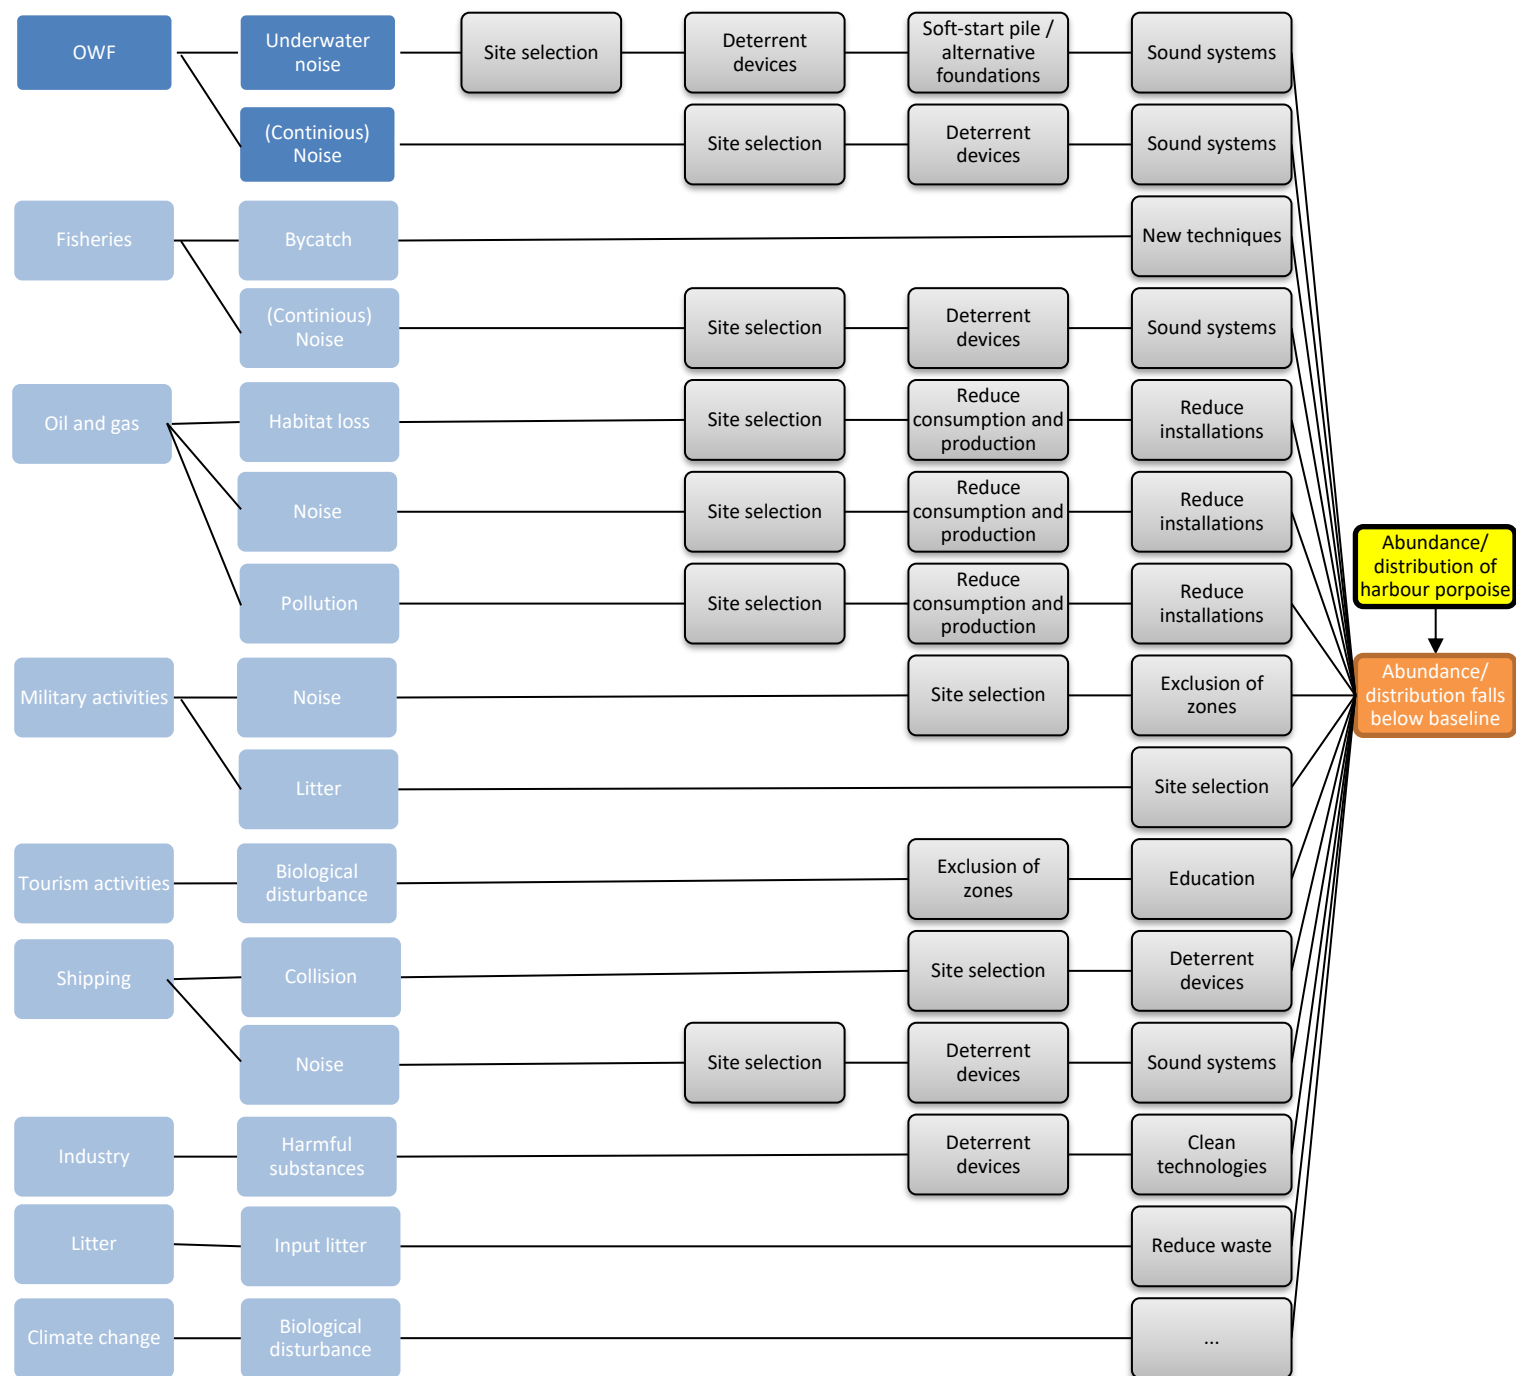 OWF
Underwater
noise
Site selection
Deterrent
devices
Soft-start pile /
alternative
foundations
Sound systems
(Continious)
Noise
Site selection
Deterrent
devices
Sound systems
Fisheries
Bycatch
New techniques
(Continious)
Noise
Site selection
Deterrent
devices
Sound systems
Oil and gas
Habitat loss
Site selection
Reduce
consumption and
production
Reduce
installations
Noise
Site selection
Reduce
consumption and
production
Reduce
installations
Abundance/
distribution of
harbour porpoise
Pollution
Site selection
Reduce
consumption and
production
Reduce
installations
Military activities
Noise
Site selection
Exclusion of
zones
Abundance/
distribution falls
below baseline
Litter
Site selection
Tourism activities
Biological
disturbance
Exclusion of
zones
Education
Shipping
Collision
Site selection
Deterrent
devices
Noise
Site selection
Deterrent
devices
Sound systems
Industry
Harmful
substances
Deterrent
devices
Clean
technologies
Litter
Input litter
Reduce waste
Climate change
Biological
disturbance
...